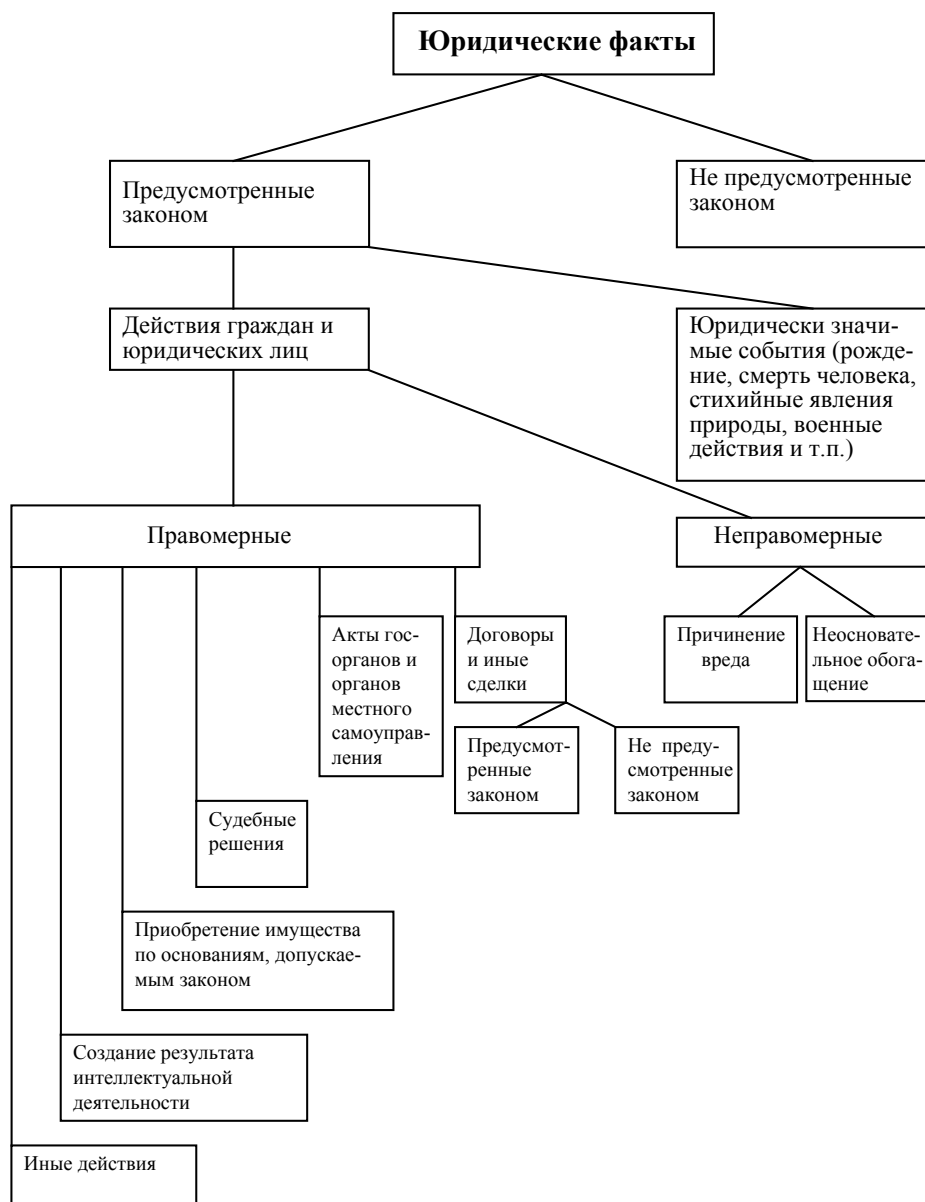 Юридические факты
Предусмотренные
законом
Не предусмотренные
законом
Действия граждан и
юридических лиц
Юридически значи-
мые события (рожде-
ние, смерть человека,
стихийные явления
природы, военные
действия и т.п.)
Правомерные
Неправомерные
Акты гос-
органов и
органов
местного
самоуправ-
ления
Договоры
и иные
сделки
Причинение
вреда
Неоснова­те-
льное обога-
щение
Предусмот-
ренные
законом
Не преду-
смотренные
законом
Судебные
решения
Приобретение имущества
по основаниям, допускае-
мым законом
Создание результата
интеллектуальной
деятельности
Иные действия